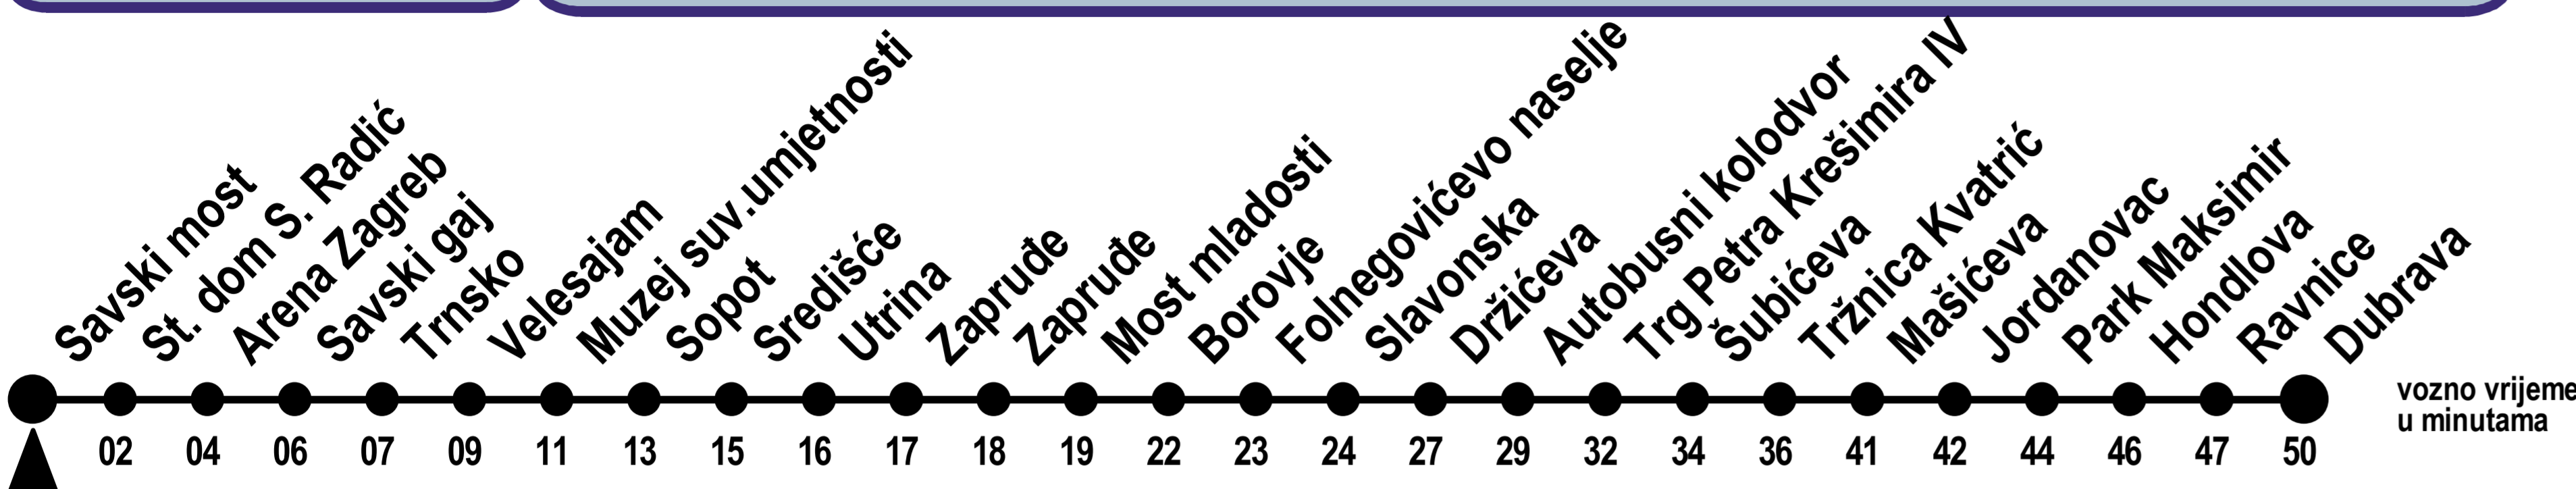 Savski most
St. dom S. Radić
Arena Zagreb
Savski gaj
Trnsko
Velesajam
Muzej suv.umjetnosti
Sopot
Središće
Utrina
Zapruđe
Zapruđe
Most mladosti
Borovje
Folnegovićevo naselje
Slavonska
Držićeva
Autobusni kolodvor
Trg Petra Krešimira IV
Šubićeva
Tržnica Kvatrić
Mašićeva
Jordanovac
Park Maksimir
Hondlova
Ravnice
Dubrava
vozno vrijeme
u minutama
02 04 06 07 09 11 13 15 16 17 18 19 22 23 24 27 29 32 34 36 41 42 44 46 47 50